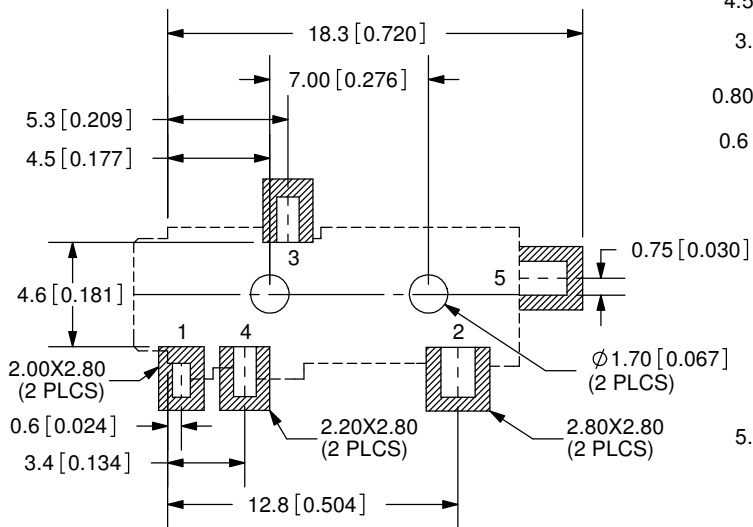 4.5
18.3 [0.720]
3.
7.00 [0.276]
0.80
5.3 [0.209]
0.6
4.5 [0.177]
3
0.75 [0.030]
5
4.6 [0.181]
1
4
2
2.00X2.80
(2 PLCS)
Ø1.70 [0.067]
(2 PLCS)
0.6 [0.024]
2.20X2.80
(2 PLCS)
2.80X2.80
(2 PLCS)
5.
3.4 [0.134]
12.8 [0.504]